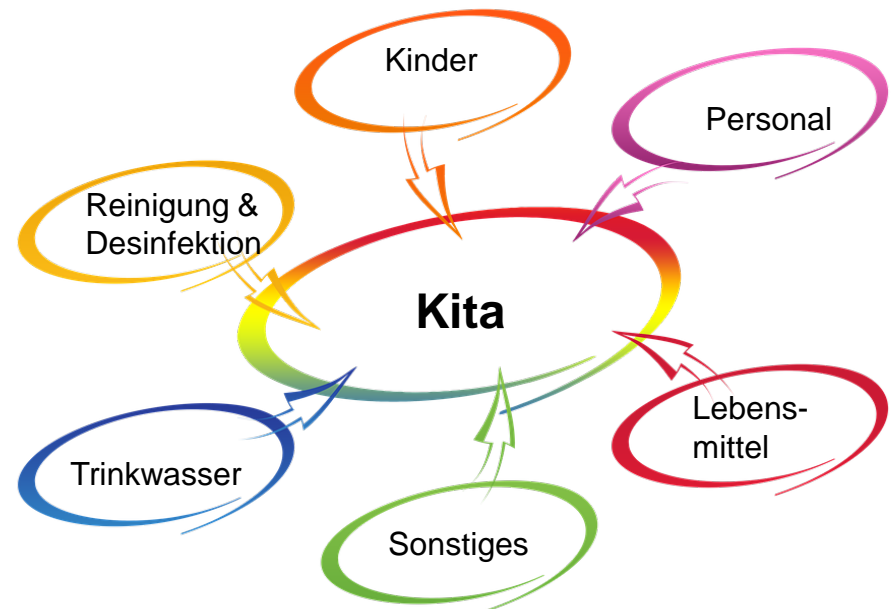 Kinder
Personal
Reinigung &
Desinfektion
Kita
Lebens-
mittel
Trinkwasser
Sonstiges